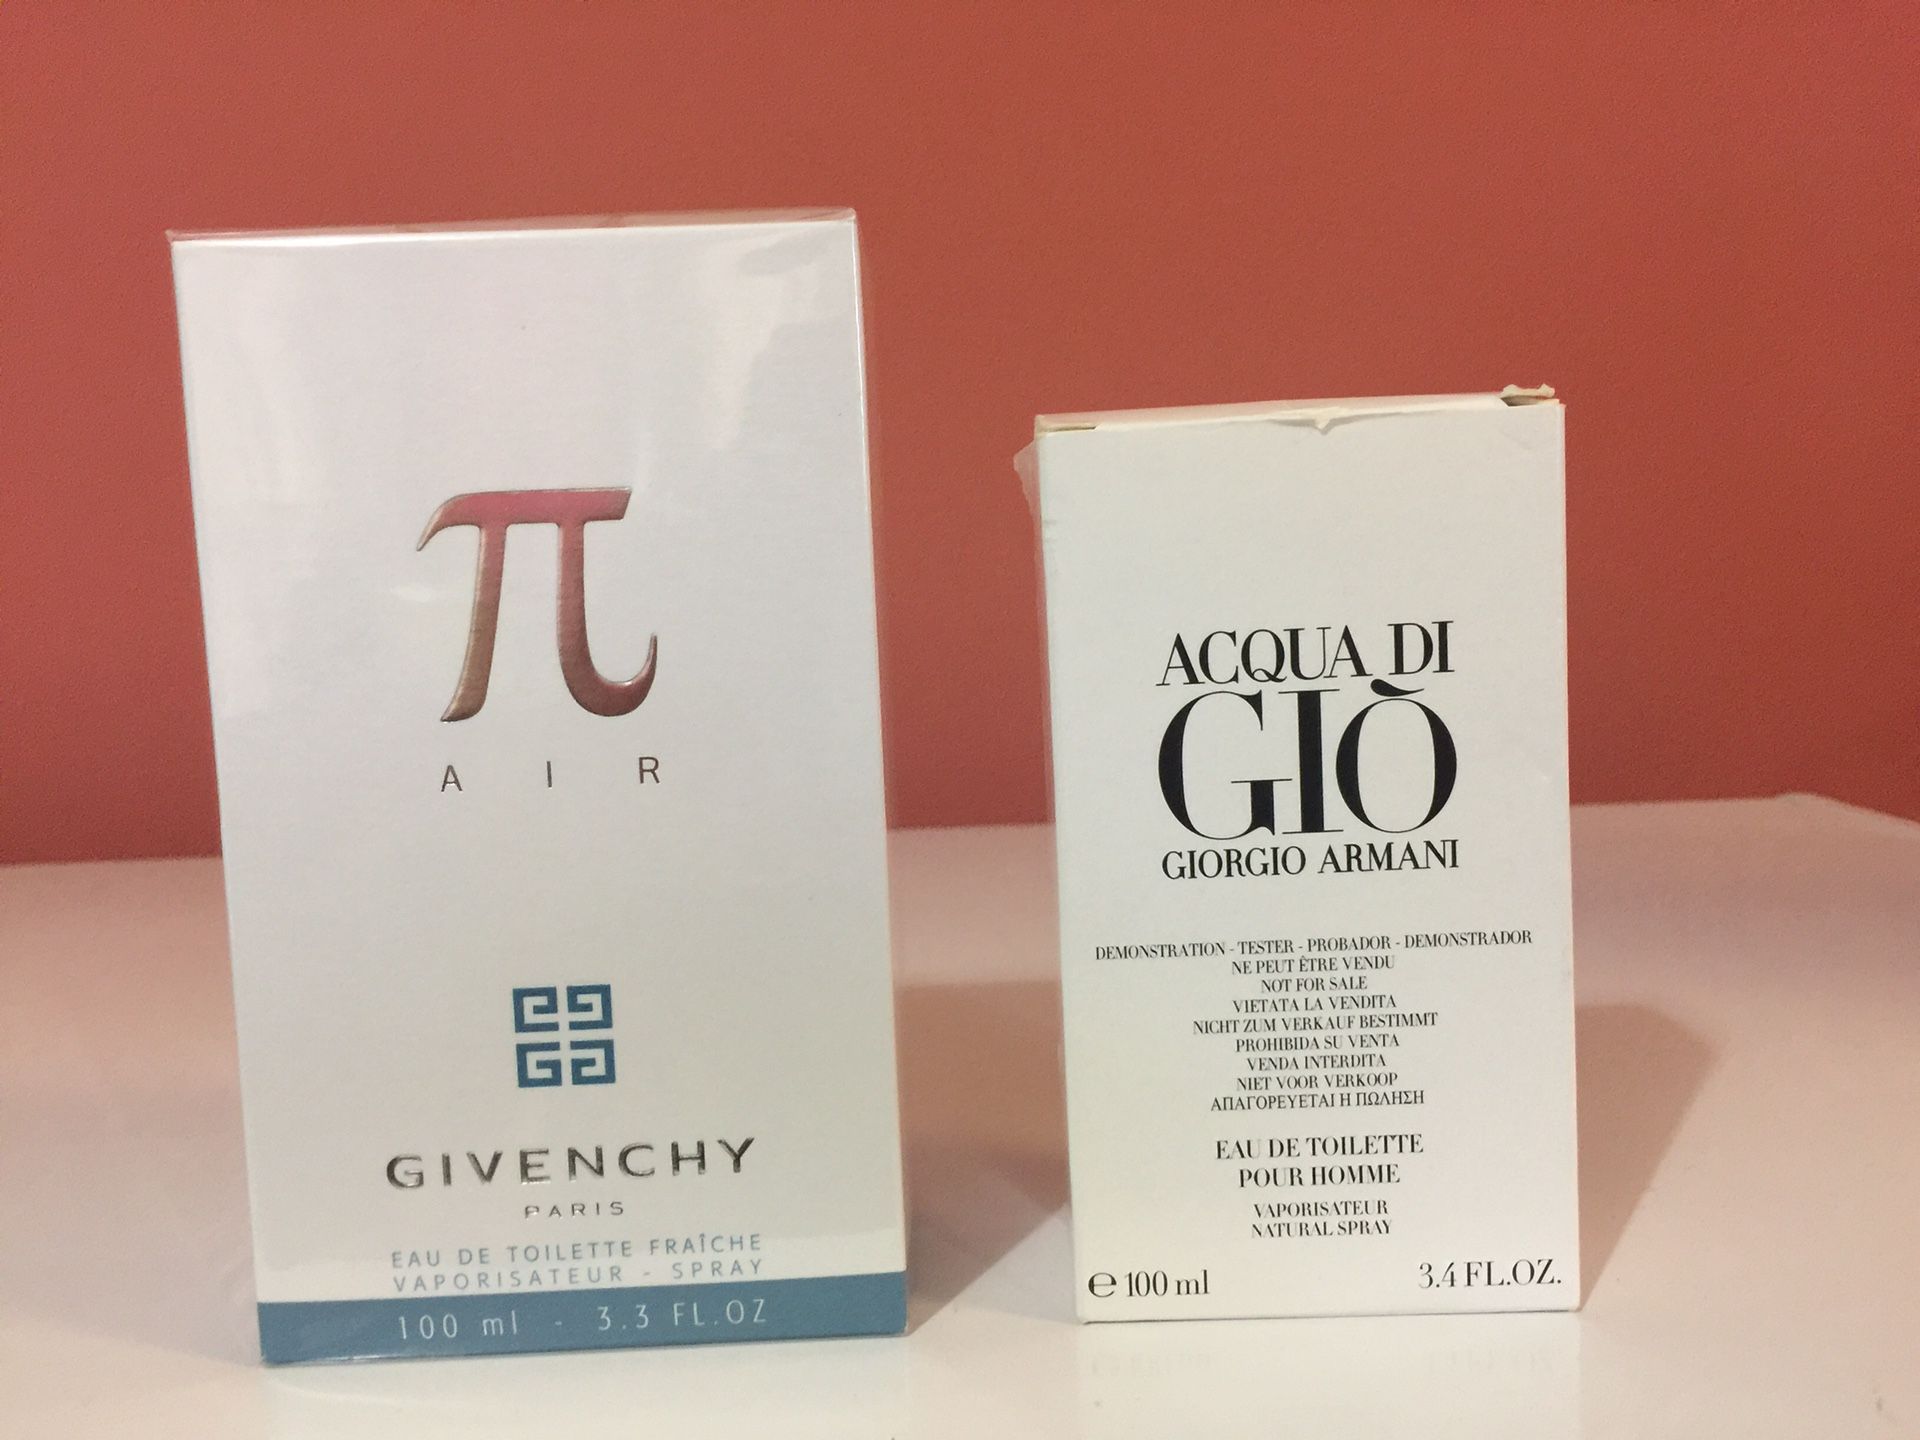 π
AIR
GIVENCHY
PARIS
EAU DE TOILETTE FRAÎCHE
VAPORISATEUR - SPRAY
100 ml - 3.3 FL.OZ
ACQUA DI
GIÒ
GIORGIO ARMANI
DEMONSTRATION - TESTER - PROBADOR - DEMONSTRADOR
NE PEUT ÊTRE VENDU
NOT FOR SALE
VIETATA LA VENDITA
NICHT ZUM VERKAUF BESTIMMT
PROHIBIDA SU VENTA
VENDA INTERDITA
NIET VOOR VERKOOP
ΑΠΑΓΟΡΕΥΕΤΑΙ Η ΠΩΛΗΣΗ
EAU DE TOILETTE
POUR HOMME
VAPORISATEUR
NATURAL SPRAY
℮ 100 ml 3.4 FL.OZ.